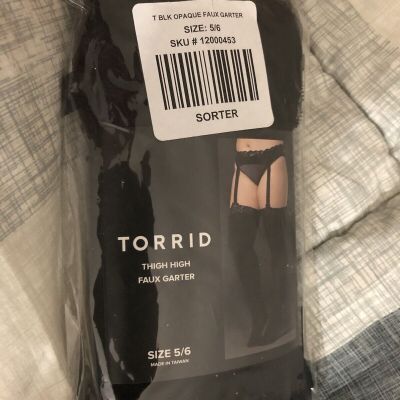 T BLK OPAQUE FAUX GARTER
SIZE: 5/6
SKU # 12000453
SORTER
TORRID
THIGH HIGH
FAUX GARTER
SIZE 5/6
MADE IN TAIWAN